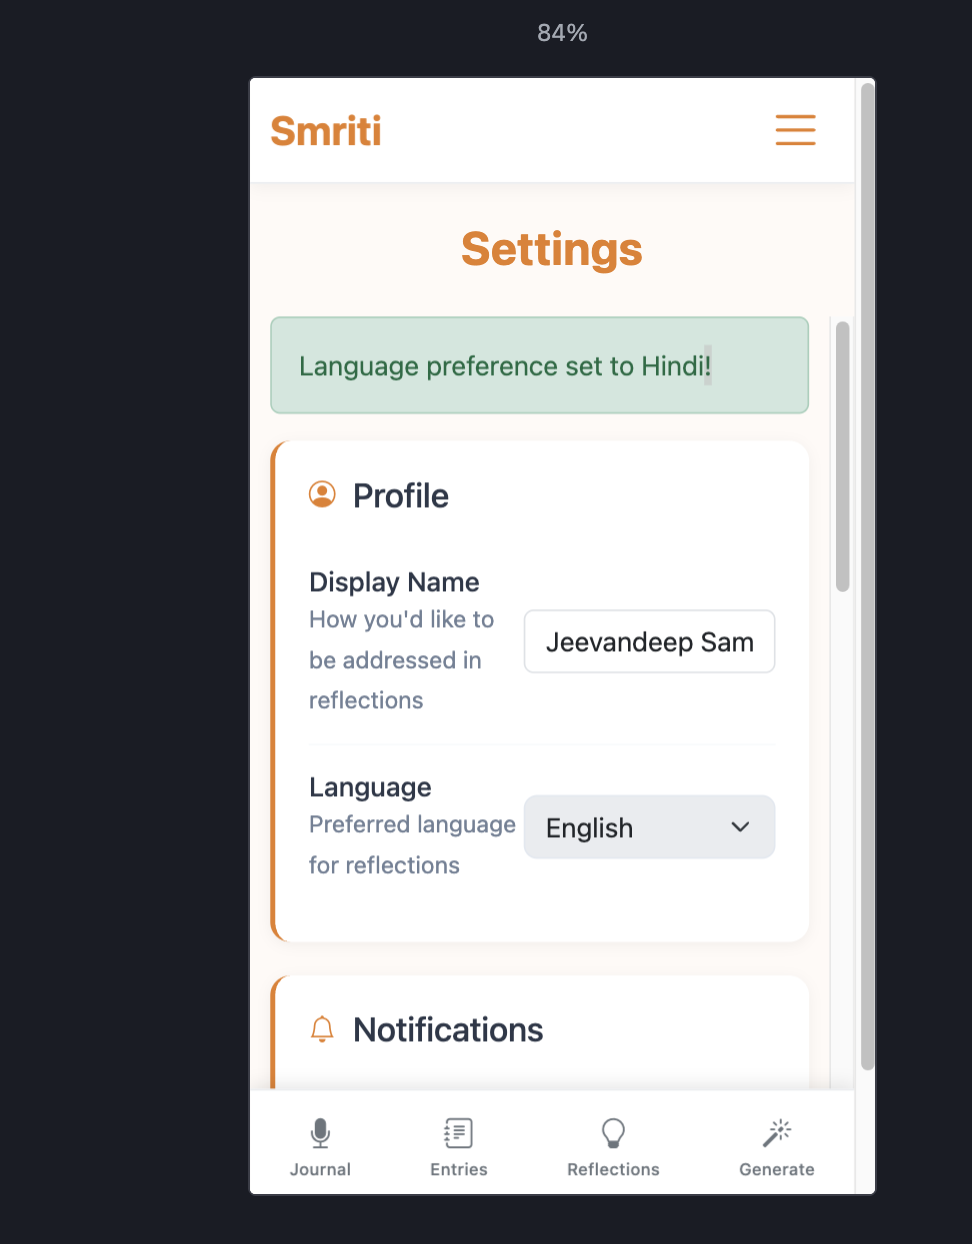 84%
Smriti
Settings
Language preference set to Hindi!
Profile
Display Name
How you'd like to
be addressed in
reflections
Jeevandeep Sam
Language
Preferred language
for reflections
English
Notifications
Journal
Entries
Reflections
Generate